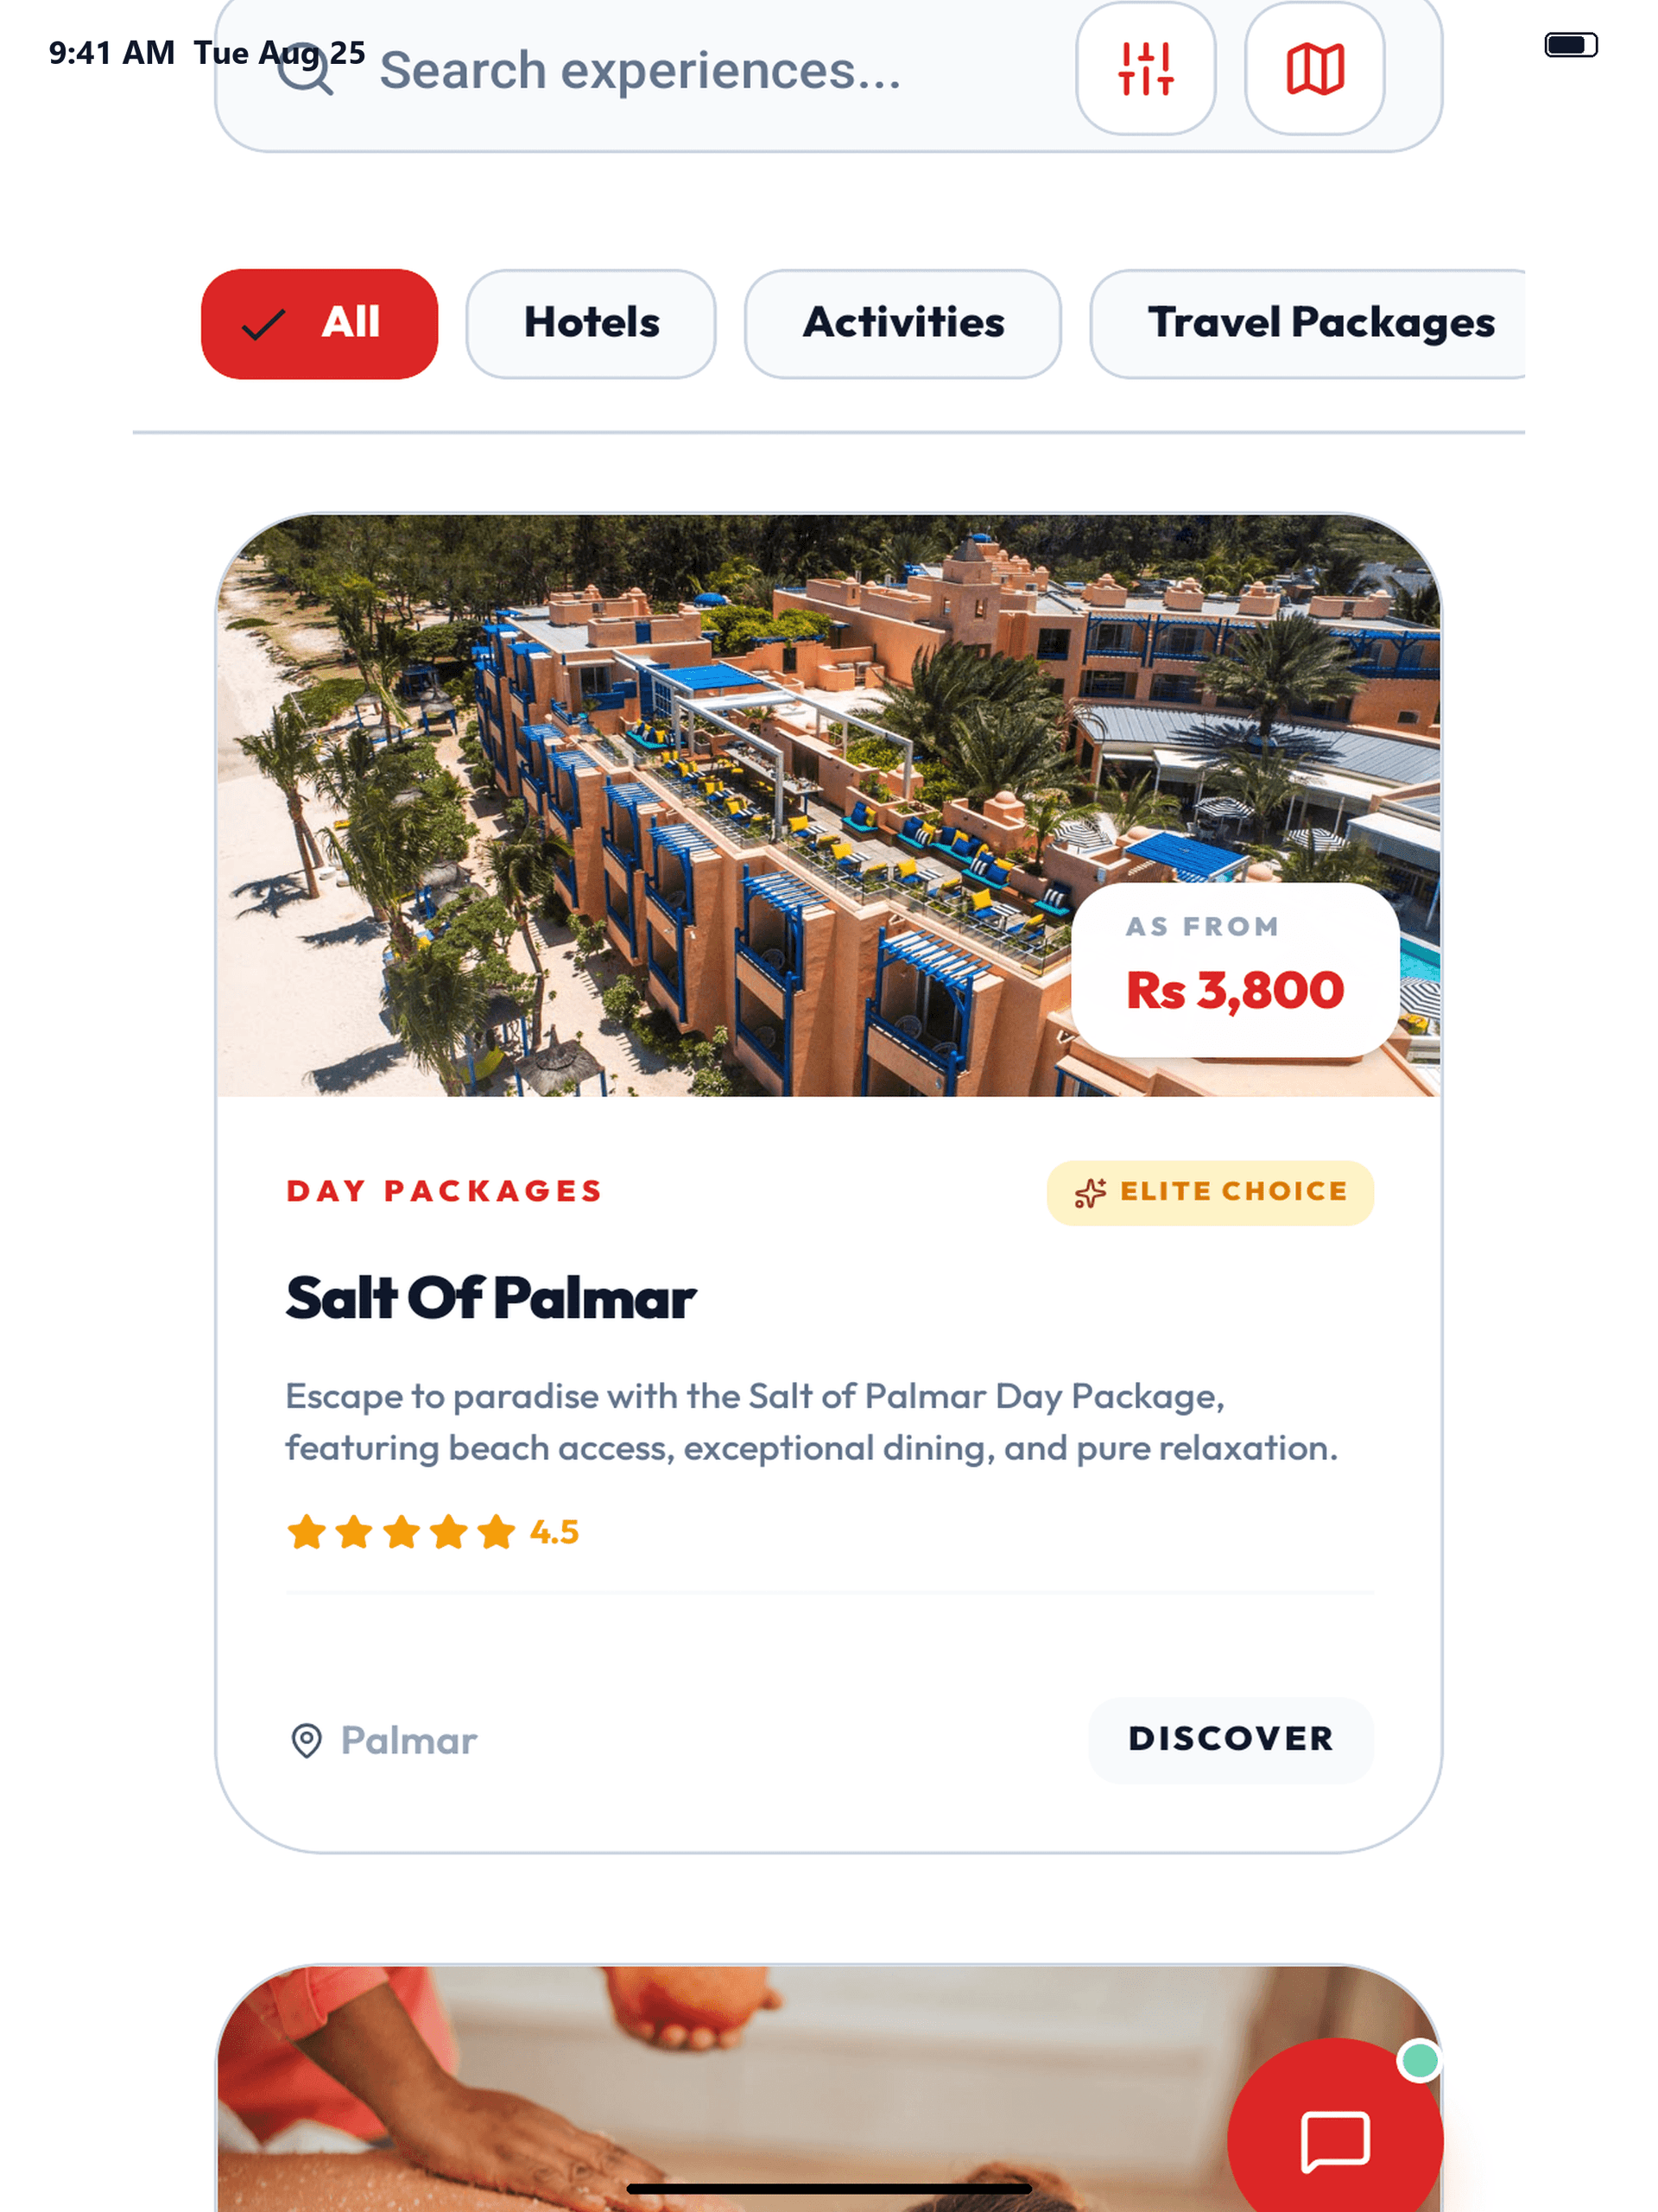 9:41 AM Tue Aug 25
Search experiences...
All
Hotels
Activities
Travel Packages
AS FROM
Rs 3,800
DAY PACKAGES
ELITE CHOICE
Salt Of Palmar
Escape to paradise with the Salt of Palmar Day Package,
featuring beach access, exceptional dining, and pure relaxation.
4.5
Palmar
DISCOVER